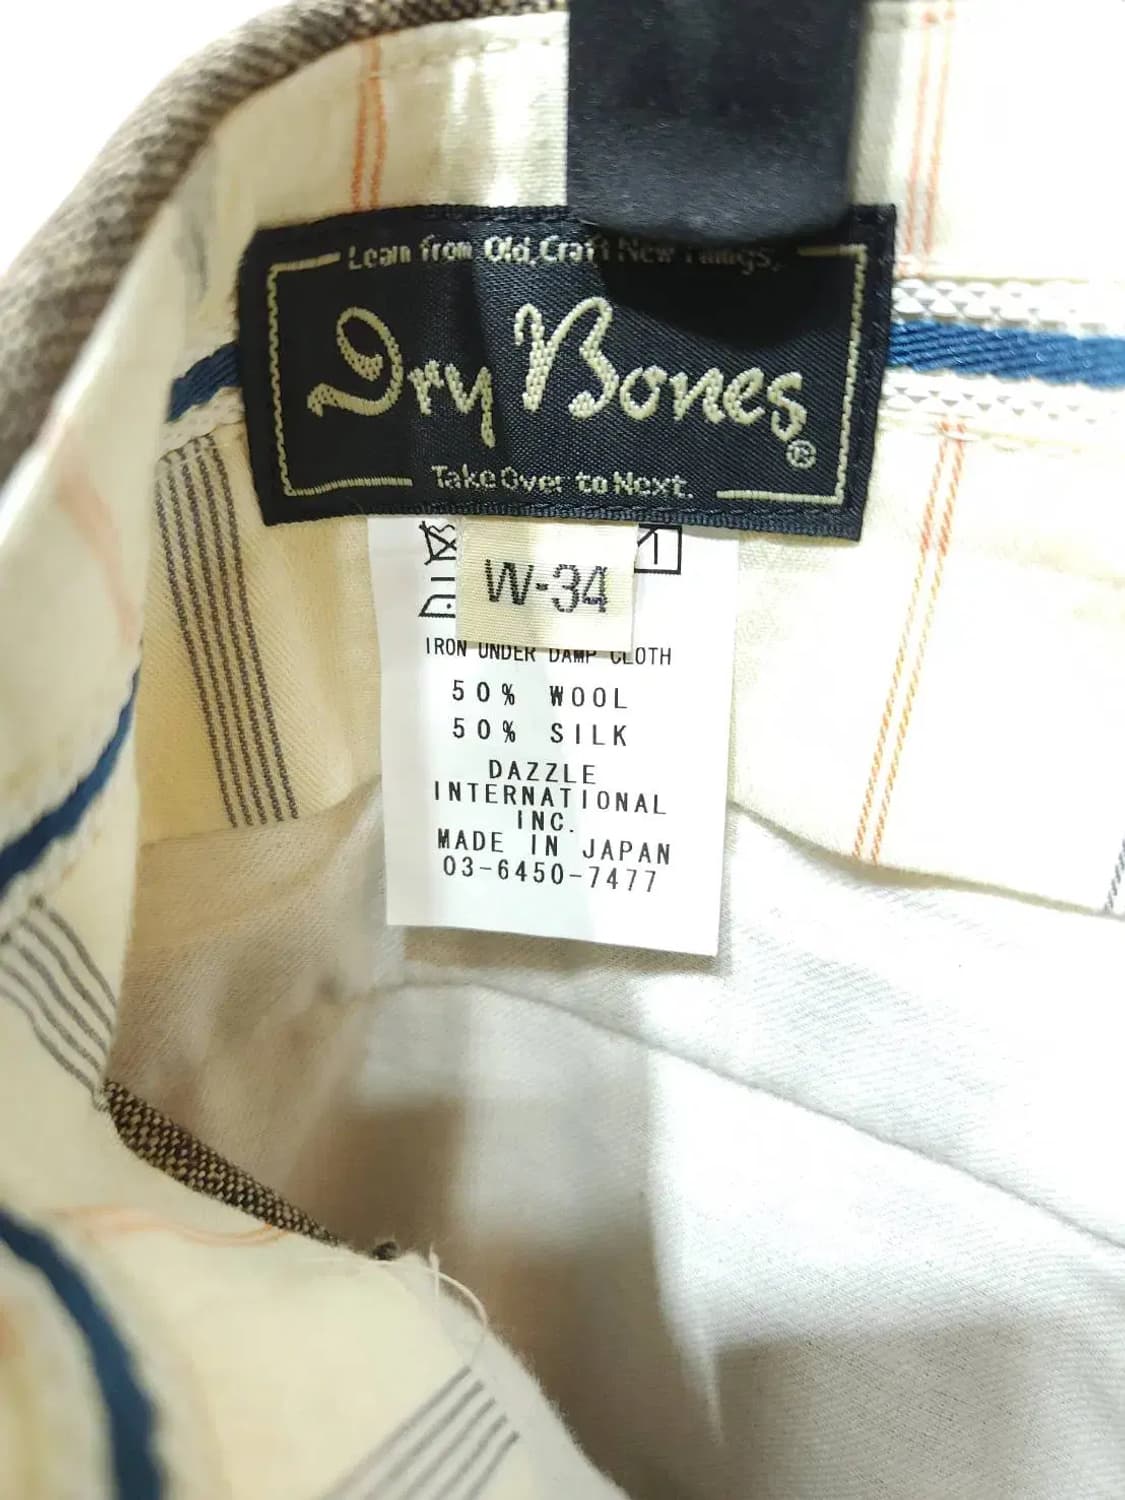 Learn from Old, Craft New Things.
Dry Bones®
Take Over to Next.
W-34
IRON UNDER DAMP CLOTH
50% WOOL
50% SILK
DAZZLE
INTERNATIONAL
INC.
MADE IN JAPAN
03-6450-7477